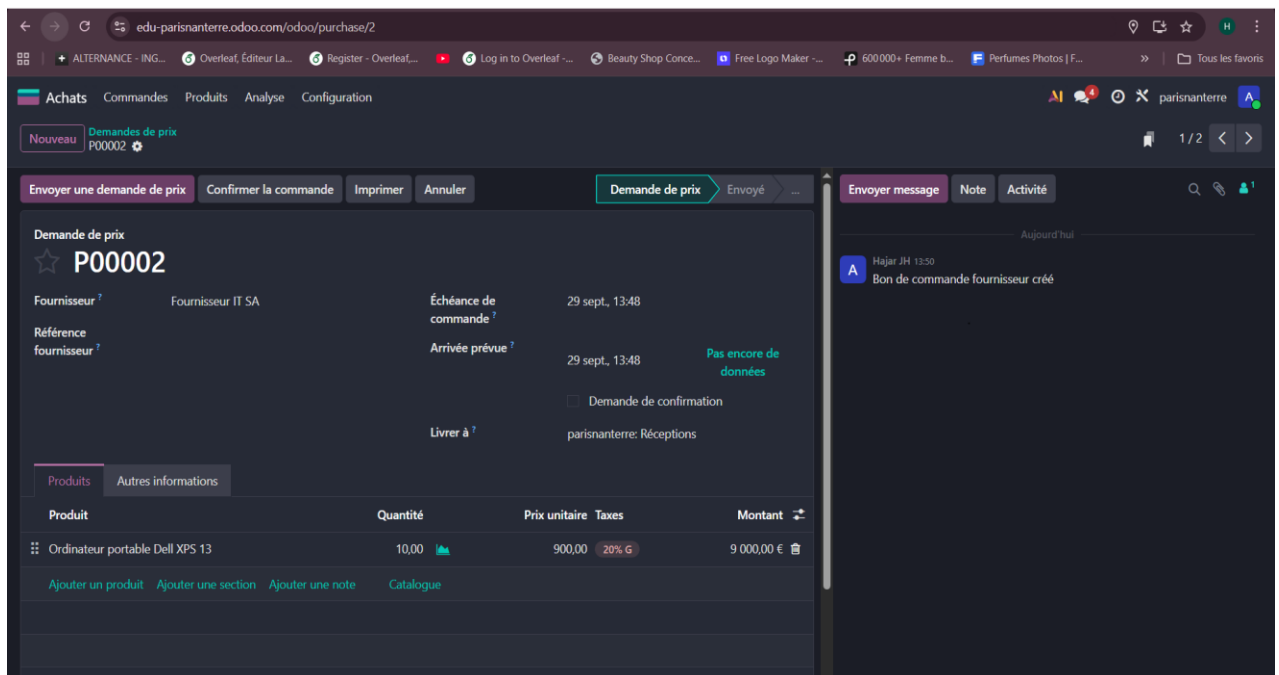 edu-parisnanterre.odoo.com/odoo/purchase/2
H
ALTERNANCE - ING... Overleaf, Éditeur La... Register - Overleaf,... Log in to Overleaf -... Beauty Shop Conce... Free Logo Maker -... 600000+ Femme b... Perfumes Photos | F... » Tous les favoris
Achats Commandes Produits Analyse Configuration
4 parisnanterre A
Nouveau Demandes de prix
P00002
1/2
Envoyer une demande de prix Confirmer la commande Imprimer Annuler Demande de prix Envoyé ...
Envoyer message Note Activité 1
Demande de prix
P00002
Fournisseur ? Fournisseur IT SA
Référence
fournisseur ?
Échéance de
commande ? 29 sept., 13:48
Arrivée prévue ? 29 sept., 13:48 Pas encore de
données
Demande de confirmation
Livrer à ? parisnanterre: Réceptions
Aujourd'hui
A Hajar JH 13:50
Bon de commande fournisseur créé
Produits Autres informations
Produit Quantité Prix unitaire Taxes Montant
Ordinateur portable Dell XPS 13 10,00 900,00 20% G 9 000,00 €
Ajouter un produit Ajouter une section Ajouter une note Catalogue